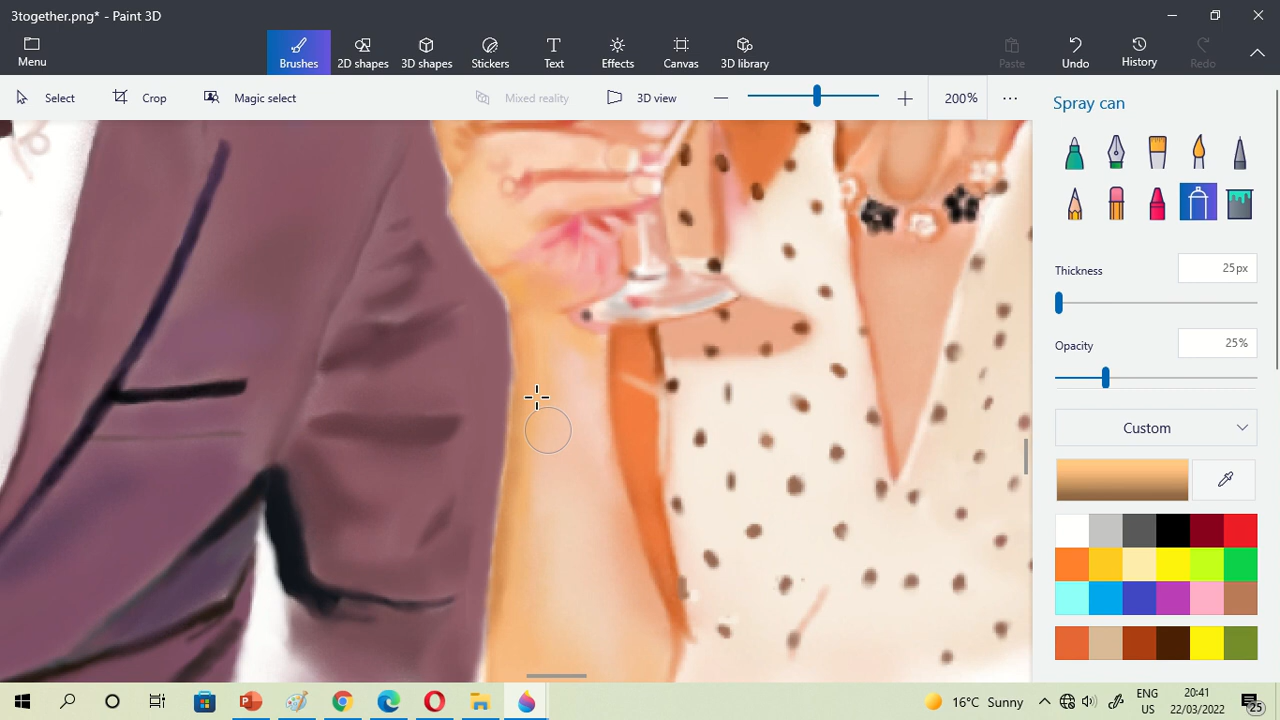 3together.png* - Paint 3D
Menu
Brushes
2D shapes
3D shapes
Stickers
Text
Effects
Canvas
3D library
Paste
Undo
History
Redo
Select
Crop
Magic select
Mixed reality
3D view
200%
Spray can
Thickness
25px
Opacity
25%
Custom
16°C Sunny
ENG
US
20:41
22/03/2022
25